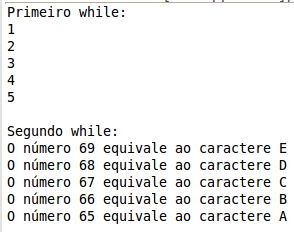 Primeiro while:
1
2
3
4
5

Segundo while:
O número 69 equivale ao caractere E
O número 68 equivale ao caractere D
O número 67 equivale ao caractere C
O número 66 equivale ao caractere B
O número 65 equivale ao caractere A